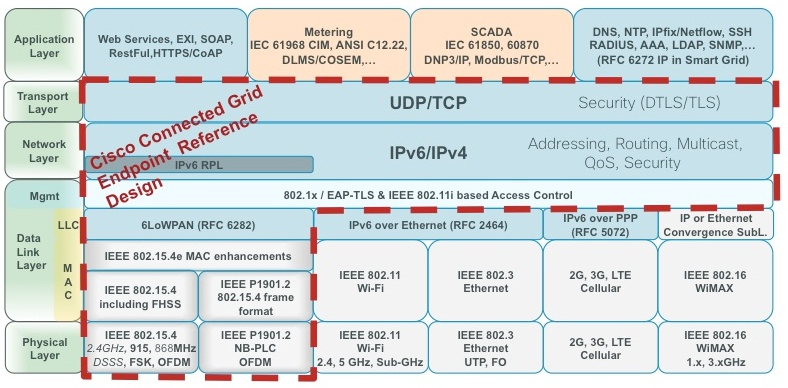 Application
Layer
Web Services, EXI, SOAP,
RestFul,HTTPS/CoAP
Metering
IEC 61968 CIM, ANSI C12.22,
DLMS/COSEM,...
SCADA
IEC 61850, 60870
DNP3/IP, Modbus/TCP,...
DNS, NTP, IPfix/Netflow, SSH
RADIUS, AAA, LDAP, SNMP,...
(RFC 6272 IP in Smart Grid)
Transport
Layer
UDP/TCP
Security (DTLS/TLS)
Cisco Connected Grid
Endpoint Reference
Design
Network
Layer
IPv6/IPv4
Addressing, Routing, Multicast,
QoS, Security
IPv6 RPL
Mgmt
802.1x / EAP-TLS & IEEE 802.11i based Access Control
Data
Link
Layer
LLC
M
A
C
6LoWPAN (RFC 6282)
IPv6 over Ethernet (RFC 2464)
IPv6 over PPP
(RFC 5072)
IP or Ethernet
Convergence SubL.
IEEE 802.15.4e MAC enhancements
IEEE 802.15.4
including FHSS
IEEE P1901.2
802.15.4 frame
format
IEEE 802.11
Wi-Fi
IEEE 802.3
Ethernet
2G, 3G, LTE
Cellular
IEEE 802.16
WiMAX
Physical
Layer
IEEE 802.15.4
2.4GHz, 915, 868MHz
DSSS, FSK, OFDM
IEEE P1901.2
NB-PLC
OFDM
IEEE 802.11
Wi-Fi
2.4, 5 GHz, Sub-GHz
IEEE 802.3
Ethernet
UTP, FO
2G, 3G, LTE
Cellular
IEEE 802.16
WiMAX
1.x, 3.xGHz